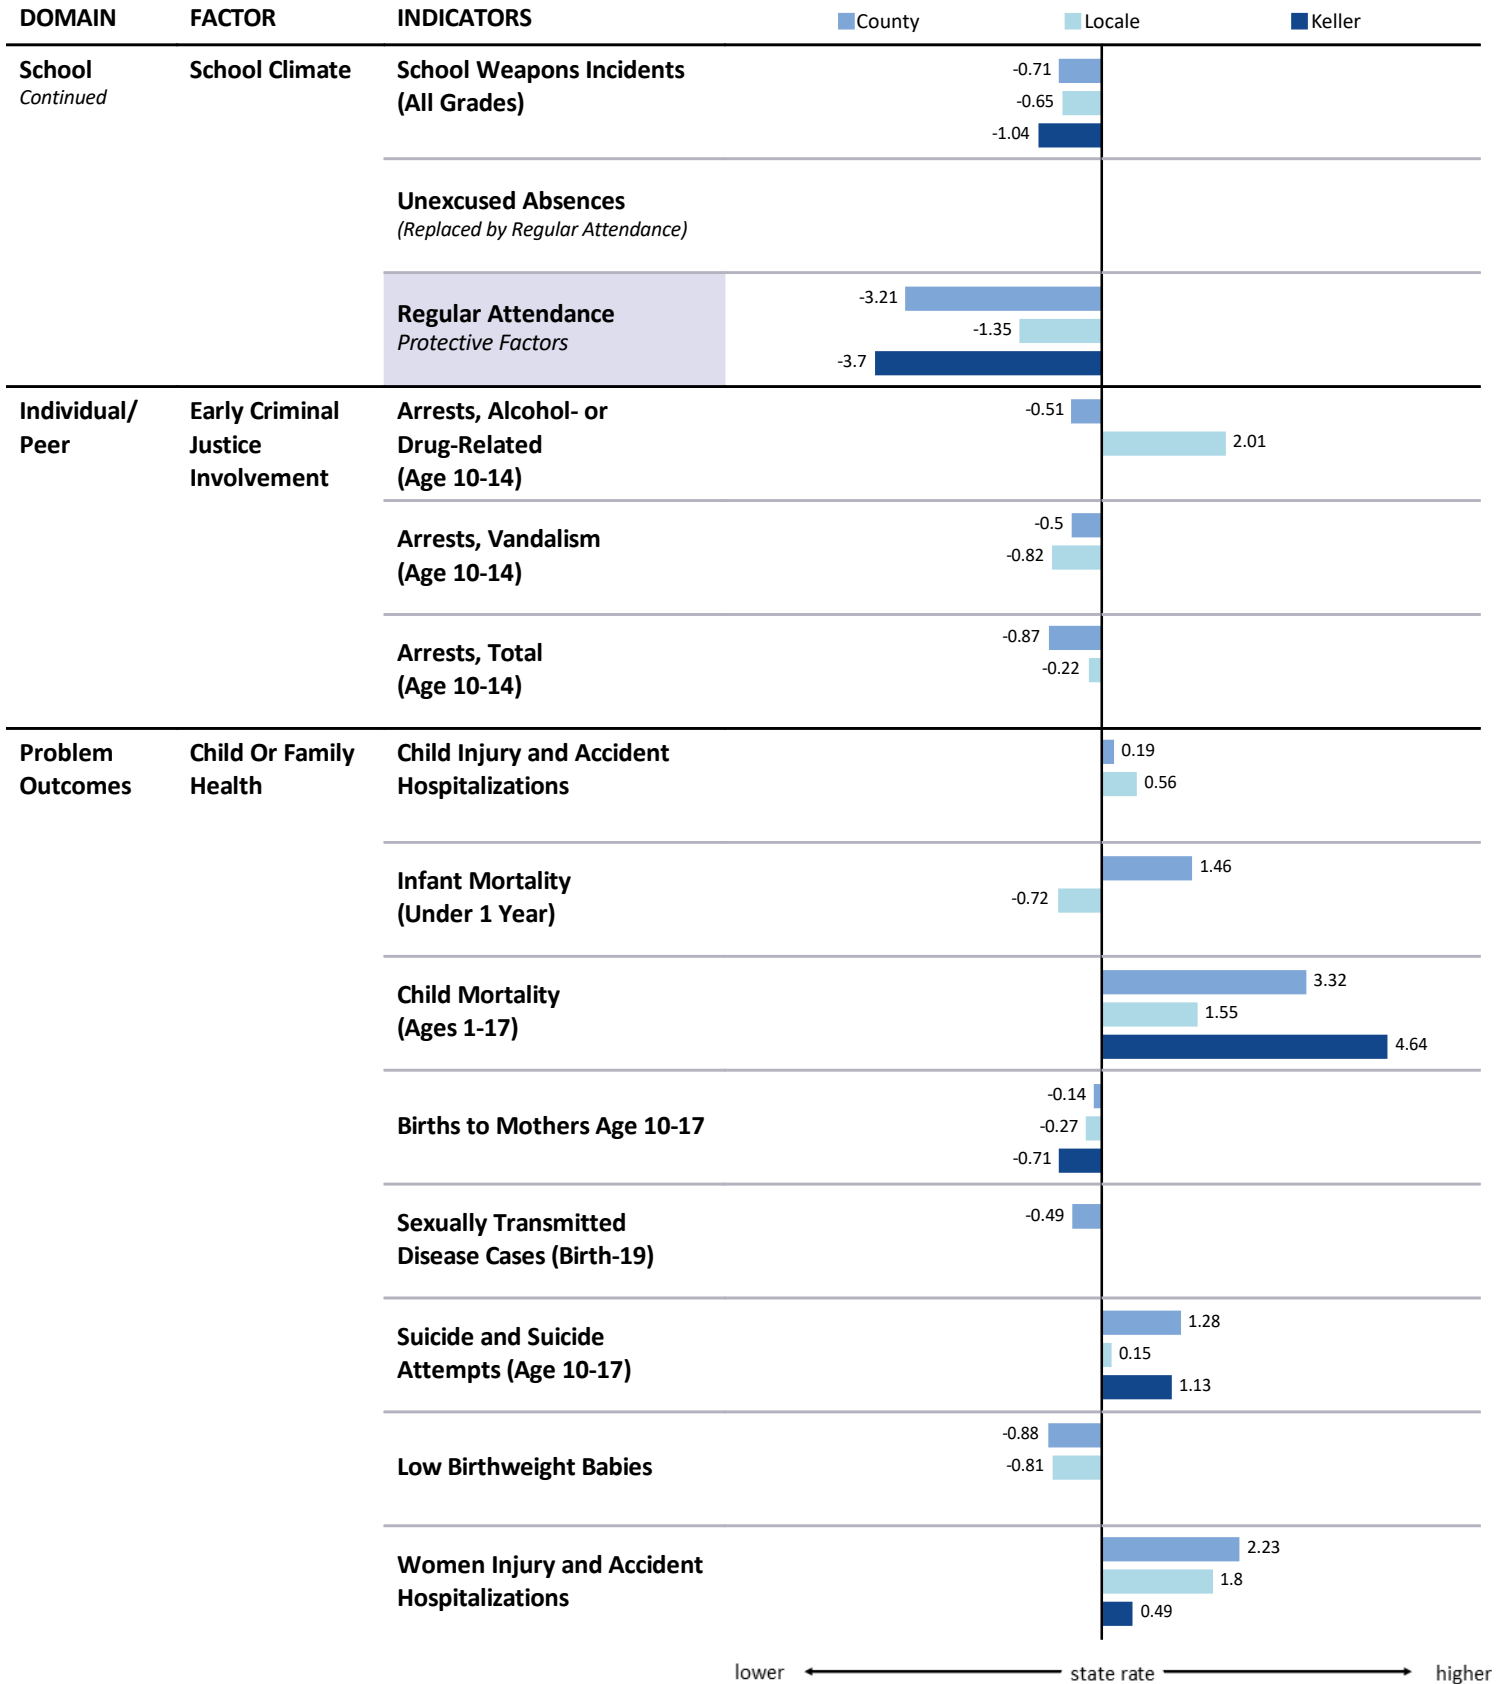 DOMAIN FACTOR INDICATORS County Locale Keller
School School Climate School Weapons Incidents
Continued (All Grades)
-0.71
-0.65
-1.04
Unexcused Absences
(Replaced by Regular Attendance)
Regular Attendance
Protective Factors
-3.21
-1.35
-3.7
Individual/ Early Criminal Arrests, Alcohol- or
Peer Justice Drug-Related
Involvement (Age 10-14)
-0.51
2.01
Arrests, Vandalism
(Age 10-14)
-0.5
-0.82
Arrests, Total
(Age 10-14)
-0.87
-0.22
Problem Child Or Family Child Injury and Accident
Outcomes Health Hospitalizations
0.19
0.56
Infant Mortality
(Under 1 Year)
1.46
-0.72
Child Mortality
(Ages 1-17)
3.32
1.55
4.64
Births to Mothers Age 10-17
-0.14
-0.27
-0.71
Sexually Transmitted
Disease Cases (Birth-19)
-0.49
Suicide and Suicide
Attempts (Age 10-17)
1.28
0.15
1.13
Low Birthweight Babies
-0.88
-0.81
Women Injury and Accident
Hospitalizations
2.23
1.8
0.49
lower state rate higher